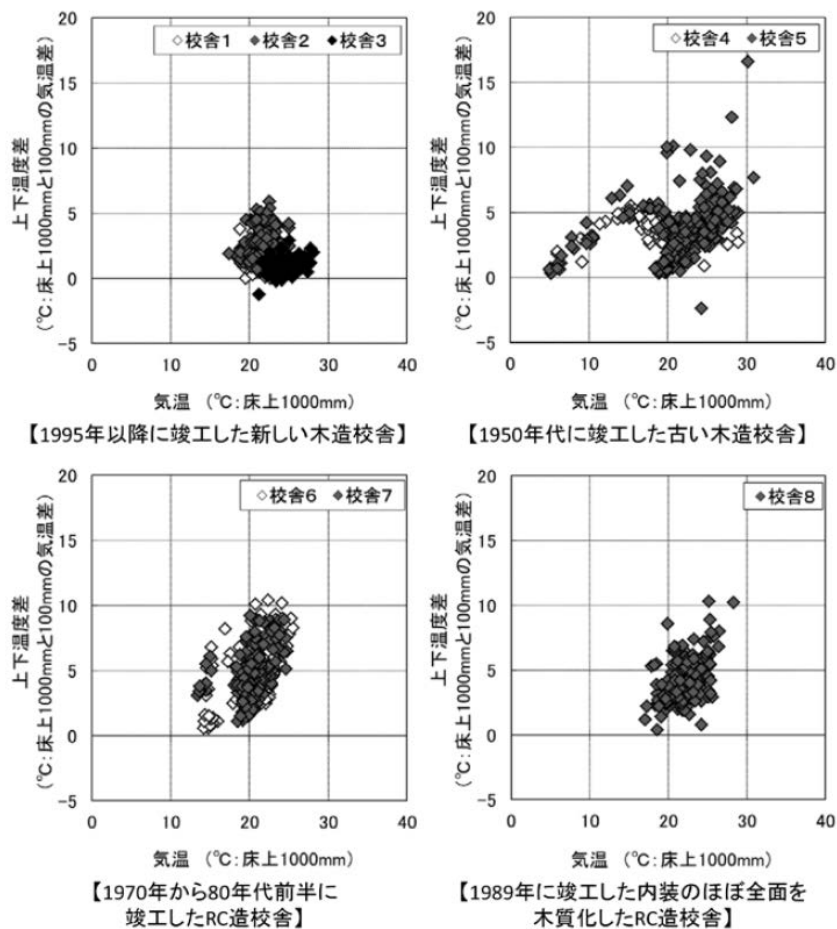 20
15
10
5
0
-5
0
10
20
30
40
◇校舎1 ◆校舎2 ◆校舎3
上下温度差
(℃:床上1000mmと100mmの気温差)
気温 (℃:床上1000mm)
【1995年以降に竣工した新しい木造校舎】
20
15
10
5
0
-5
0
10
20
30
40
◇校舎4 ◆校舎5
上下温度差
(℃:床上1000mmと100mmの気温差)
気温 (℃:床上1000mm)
【1950年代に竣工した古い木造校舎】
20
15
10
5
0
-5
0
10
20
30
40
◇校舎6 ◆校舎7
上下温度差
(℃:床上1000mmと100mmの気温差)
気温 (℃:床上1000mm)
【1970年から80年代前半に
竣工したRC造校舎】
20
15
10
5
0
-5
0
10
20
30
40
◆校舎8
上下温度差
(℃:床上1000mmと100mmの気温差)
気温 (℃:床上1000mm)
【1989年に竣工した内装のほぼ全面を
木質化したRC造校舎】